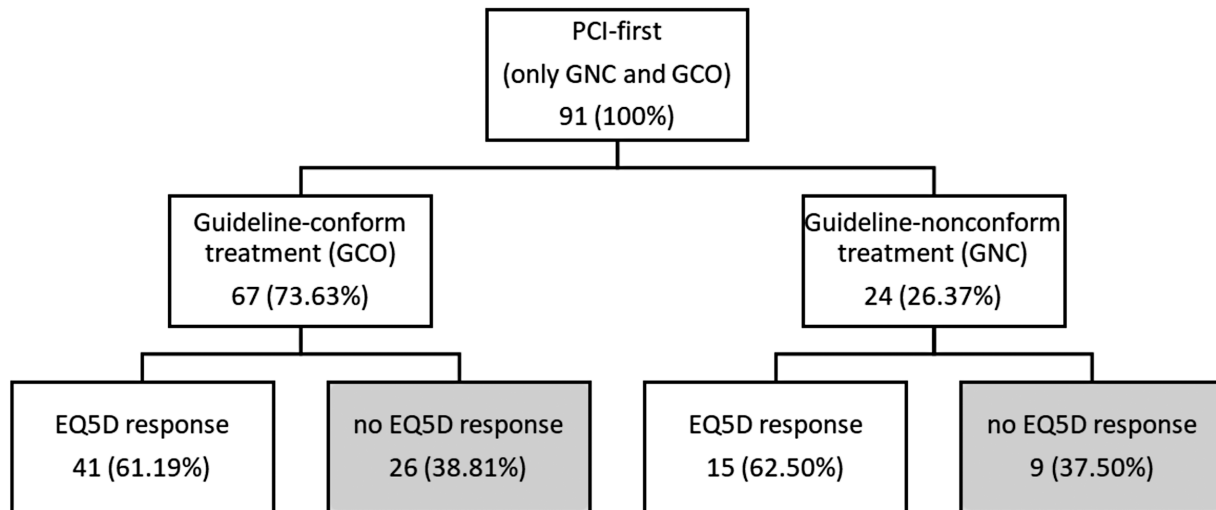 PCI-first
(only GNC and GCO)
91 (100%)
Guideline-conform
treatment (GCO)
67 (73.63%)
Guideline-nonconform
treatment (GNC)
24 (26.37%)
EQ5D response
41 (61.19%)
no EQ5D response
26 (38.81%)
EQ5D response
15 (62.50%)
no EQ5D response
9 (37.50%)